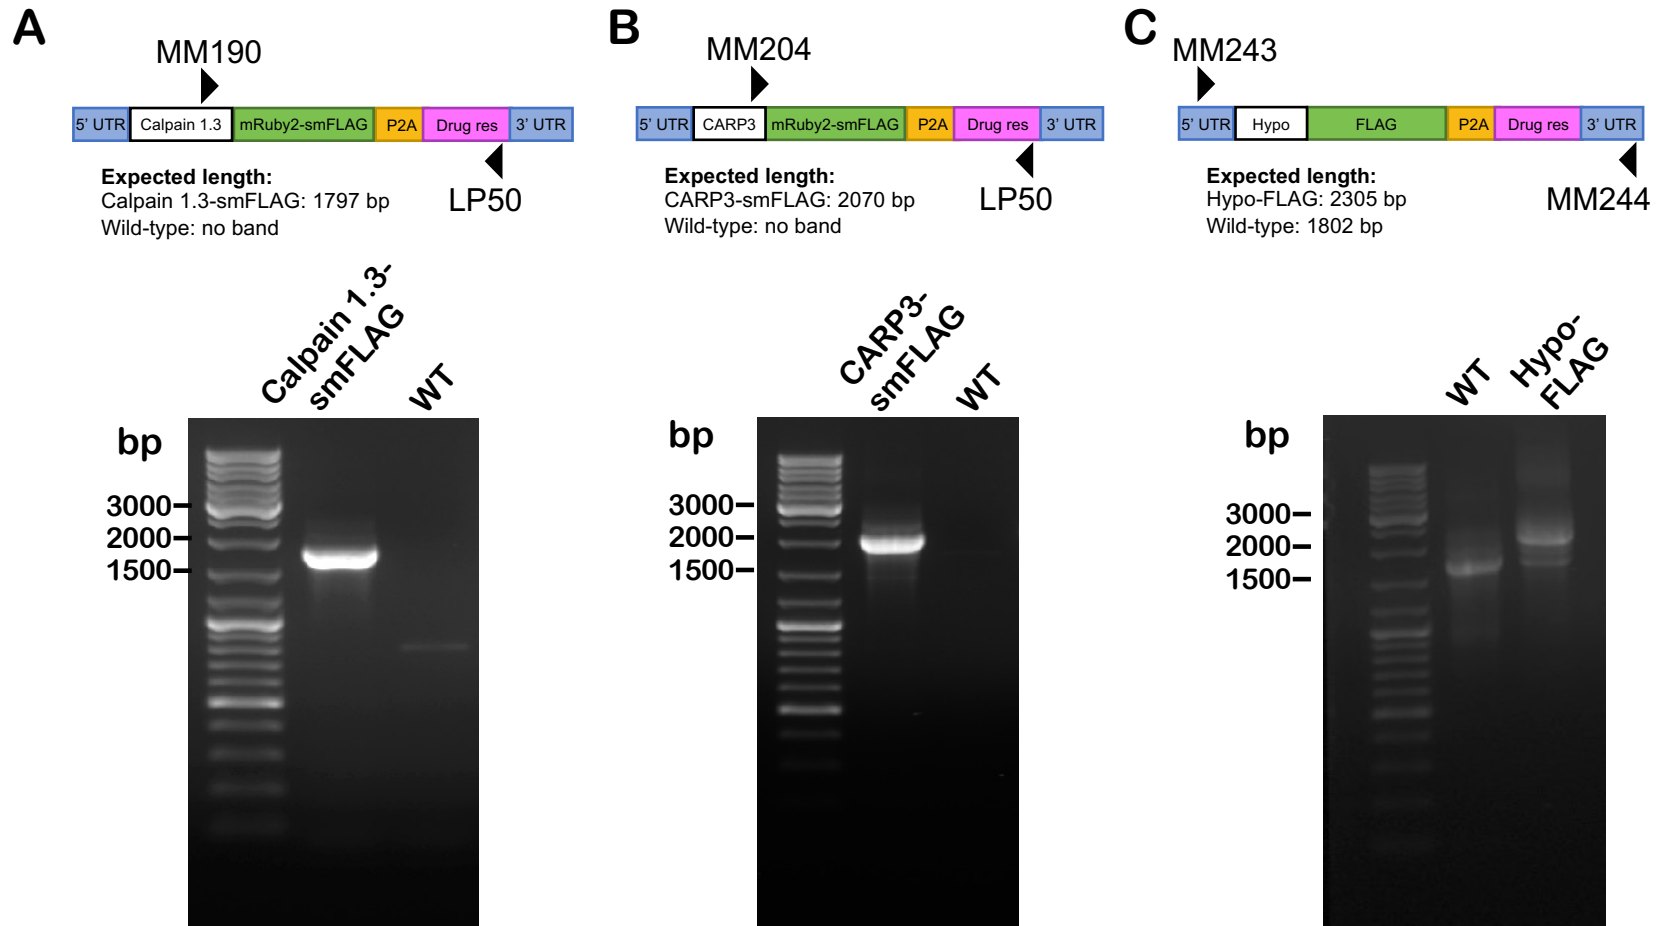 A
MM190
5' UTR Calpain 1.3 mRuby2-smFLAG P2A Drug res 3' UTR
Expected length:
Calpain 1.3-smFLAG: 1797 bp
Wild-type: no band
LP50
Calpain 1.3-
smFLAG
WT
bp
3000
2000
1500
B
MM204
5' UTR CARP3 mRuby2-smFLAG P2A Drug res 3' UTR
Expected length:
CARP3-smFLAG: 2070 bp
Wild-type: no band
LP50
CARP3-
smFLAG
WT
bp
3000
2000
1500
C
MM243
5' UTR Hypo FLAG P2A Drug res 3' UTR
Expected length:
Hypo-FLAG: 2305 bp
Wild-type: 1802 bp
MM244
WT
Hypo-
FLAG
bp
3000
2000
1500